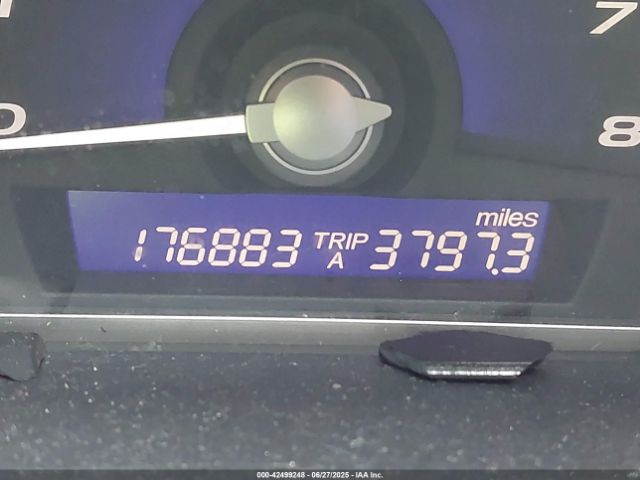 7
0
8
miles
176883 TRIP A 3797.3
000-42499248 - 06/27/2025 - IAA Inc.